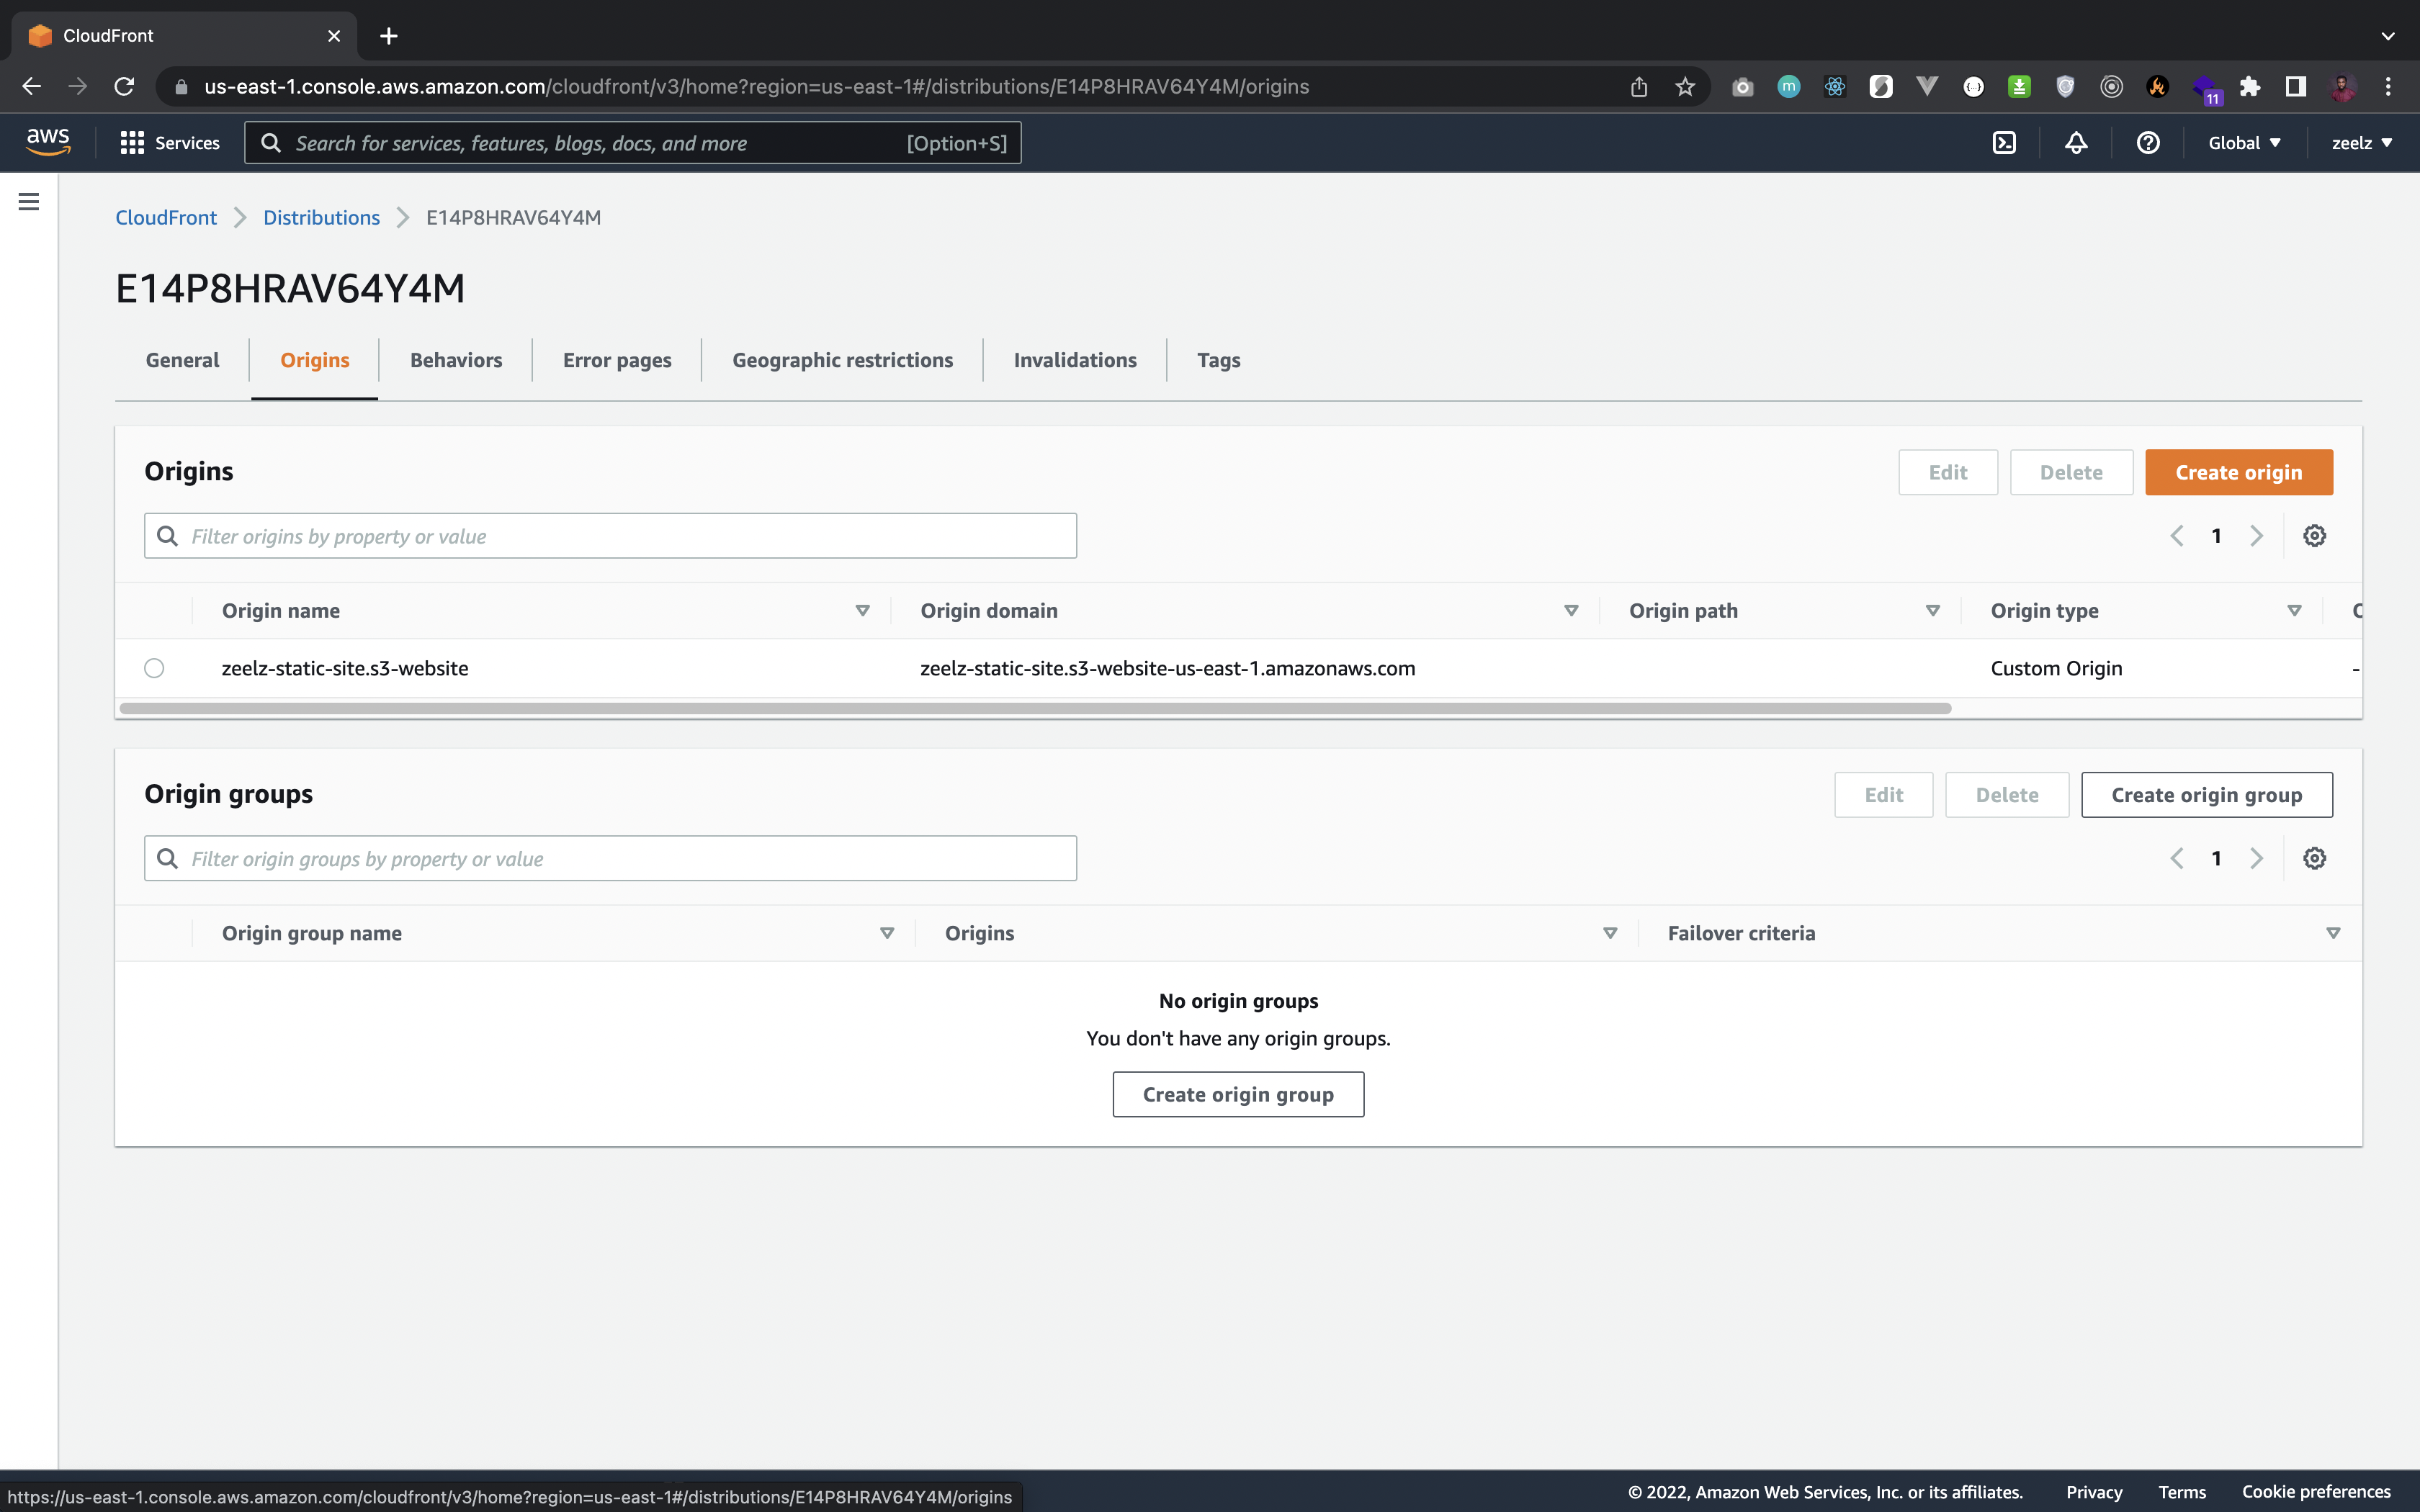 CloudFront
us-east-1.console.aws.amazon.com/cloudfront/v3/home?region=us-east-1#/distributions/E14P8HRAV64Y4M/origins
m
11
aws
Services
Search for services, features, blogs, docs, and more
[Option+S]
Global
zeelz
CloudFront
Distributions
E14P8HRAV64Y4M
E14P8HRAV64Y4M
General
Origins
Behaviors
Error pages
Geographic restrictions
Invalidations
Tags
Origins
Edit
Delete
Create origin
Filter origins by property or value
1
Origin name
Origin domain
Origin path
Origin type
zeelz-static-site.s3-website
zeelz-static-site.s3-website-us-east-1.amazonaws.com
Custom Origin
-
Origin groups
Edit
Delete
Create origin group
Filter origin groups by property or value
1
Origin group name
Origins
Failover criteria
No origin groups
You don't have any origin groups.
Create origin group
https://us-east-1.console.aws.amazon.com/cloudfront/v3/home?region=us-east-1#/distributions/E14P8HRAV64Y4M/origins
© 2022, Amazon Web Services, Inc. or its affiliates.
Privacy
Terms
Cookie preferences